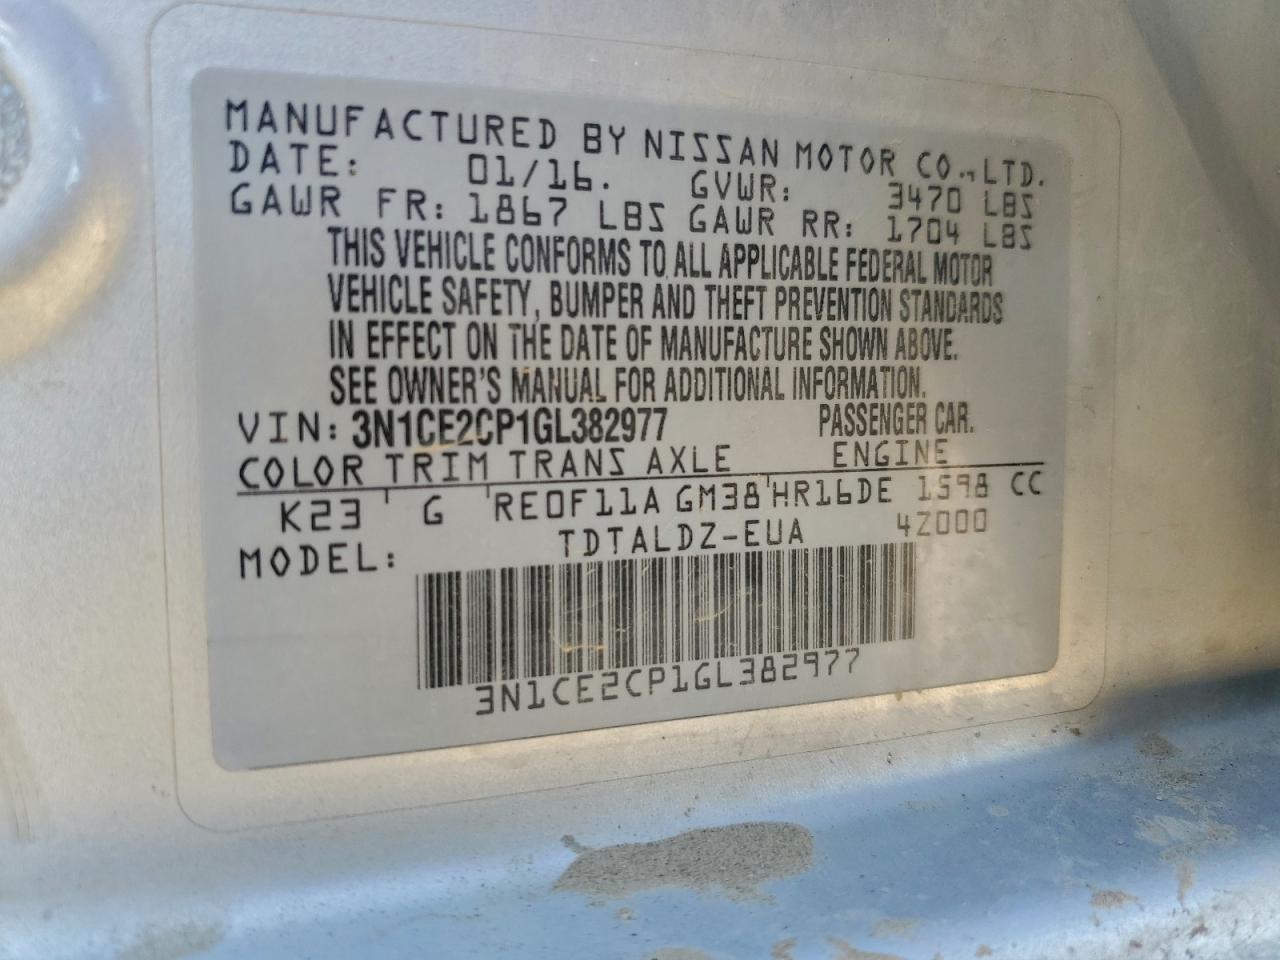 MANUFACTURED BY NISSAN MOTOR CO., LTD.
DATE: 01/16. GVWR: 3470 LBS
GAWR FR: 1867 LBS GAWR RR: 1704 LBS
THIS VEHICLE CONFORMS TO ALL APPLICABLE FEDERAL MOTOR
VEHICLE SAFETY, BUMPER AND THEFT PREVENTION STANDARDS
IN EFFECT ON THE DATE OF MANUFACTURE SHOWN ABOVE.
SEE OWNER'S MANUAL FOR ADDITIONAL INFORMATION.
VIN: 3N1CE2CP1GL382977 PASSENGER CAR.
COLOR TRIM TRANS AXLE ENGINE
K23 G RE0F11A GM38 HR16DE 1598 CC
MODEL: TDTALDZ-EUA 4Z000
3N1CE2CP1GL382977